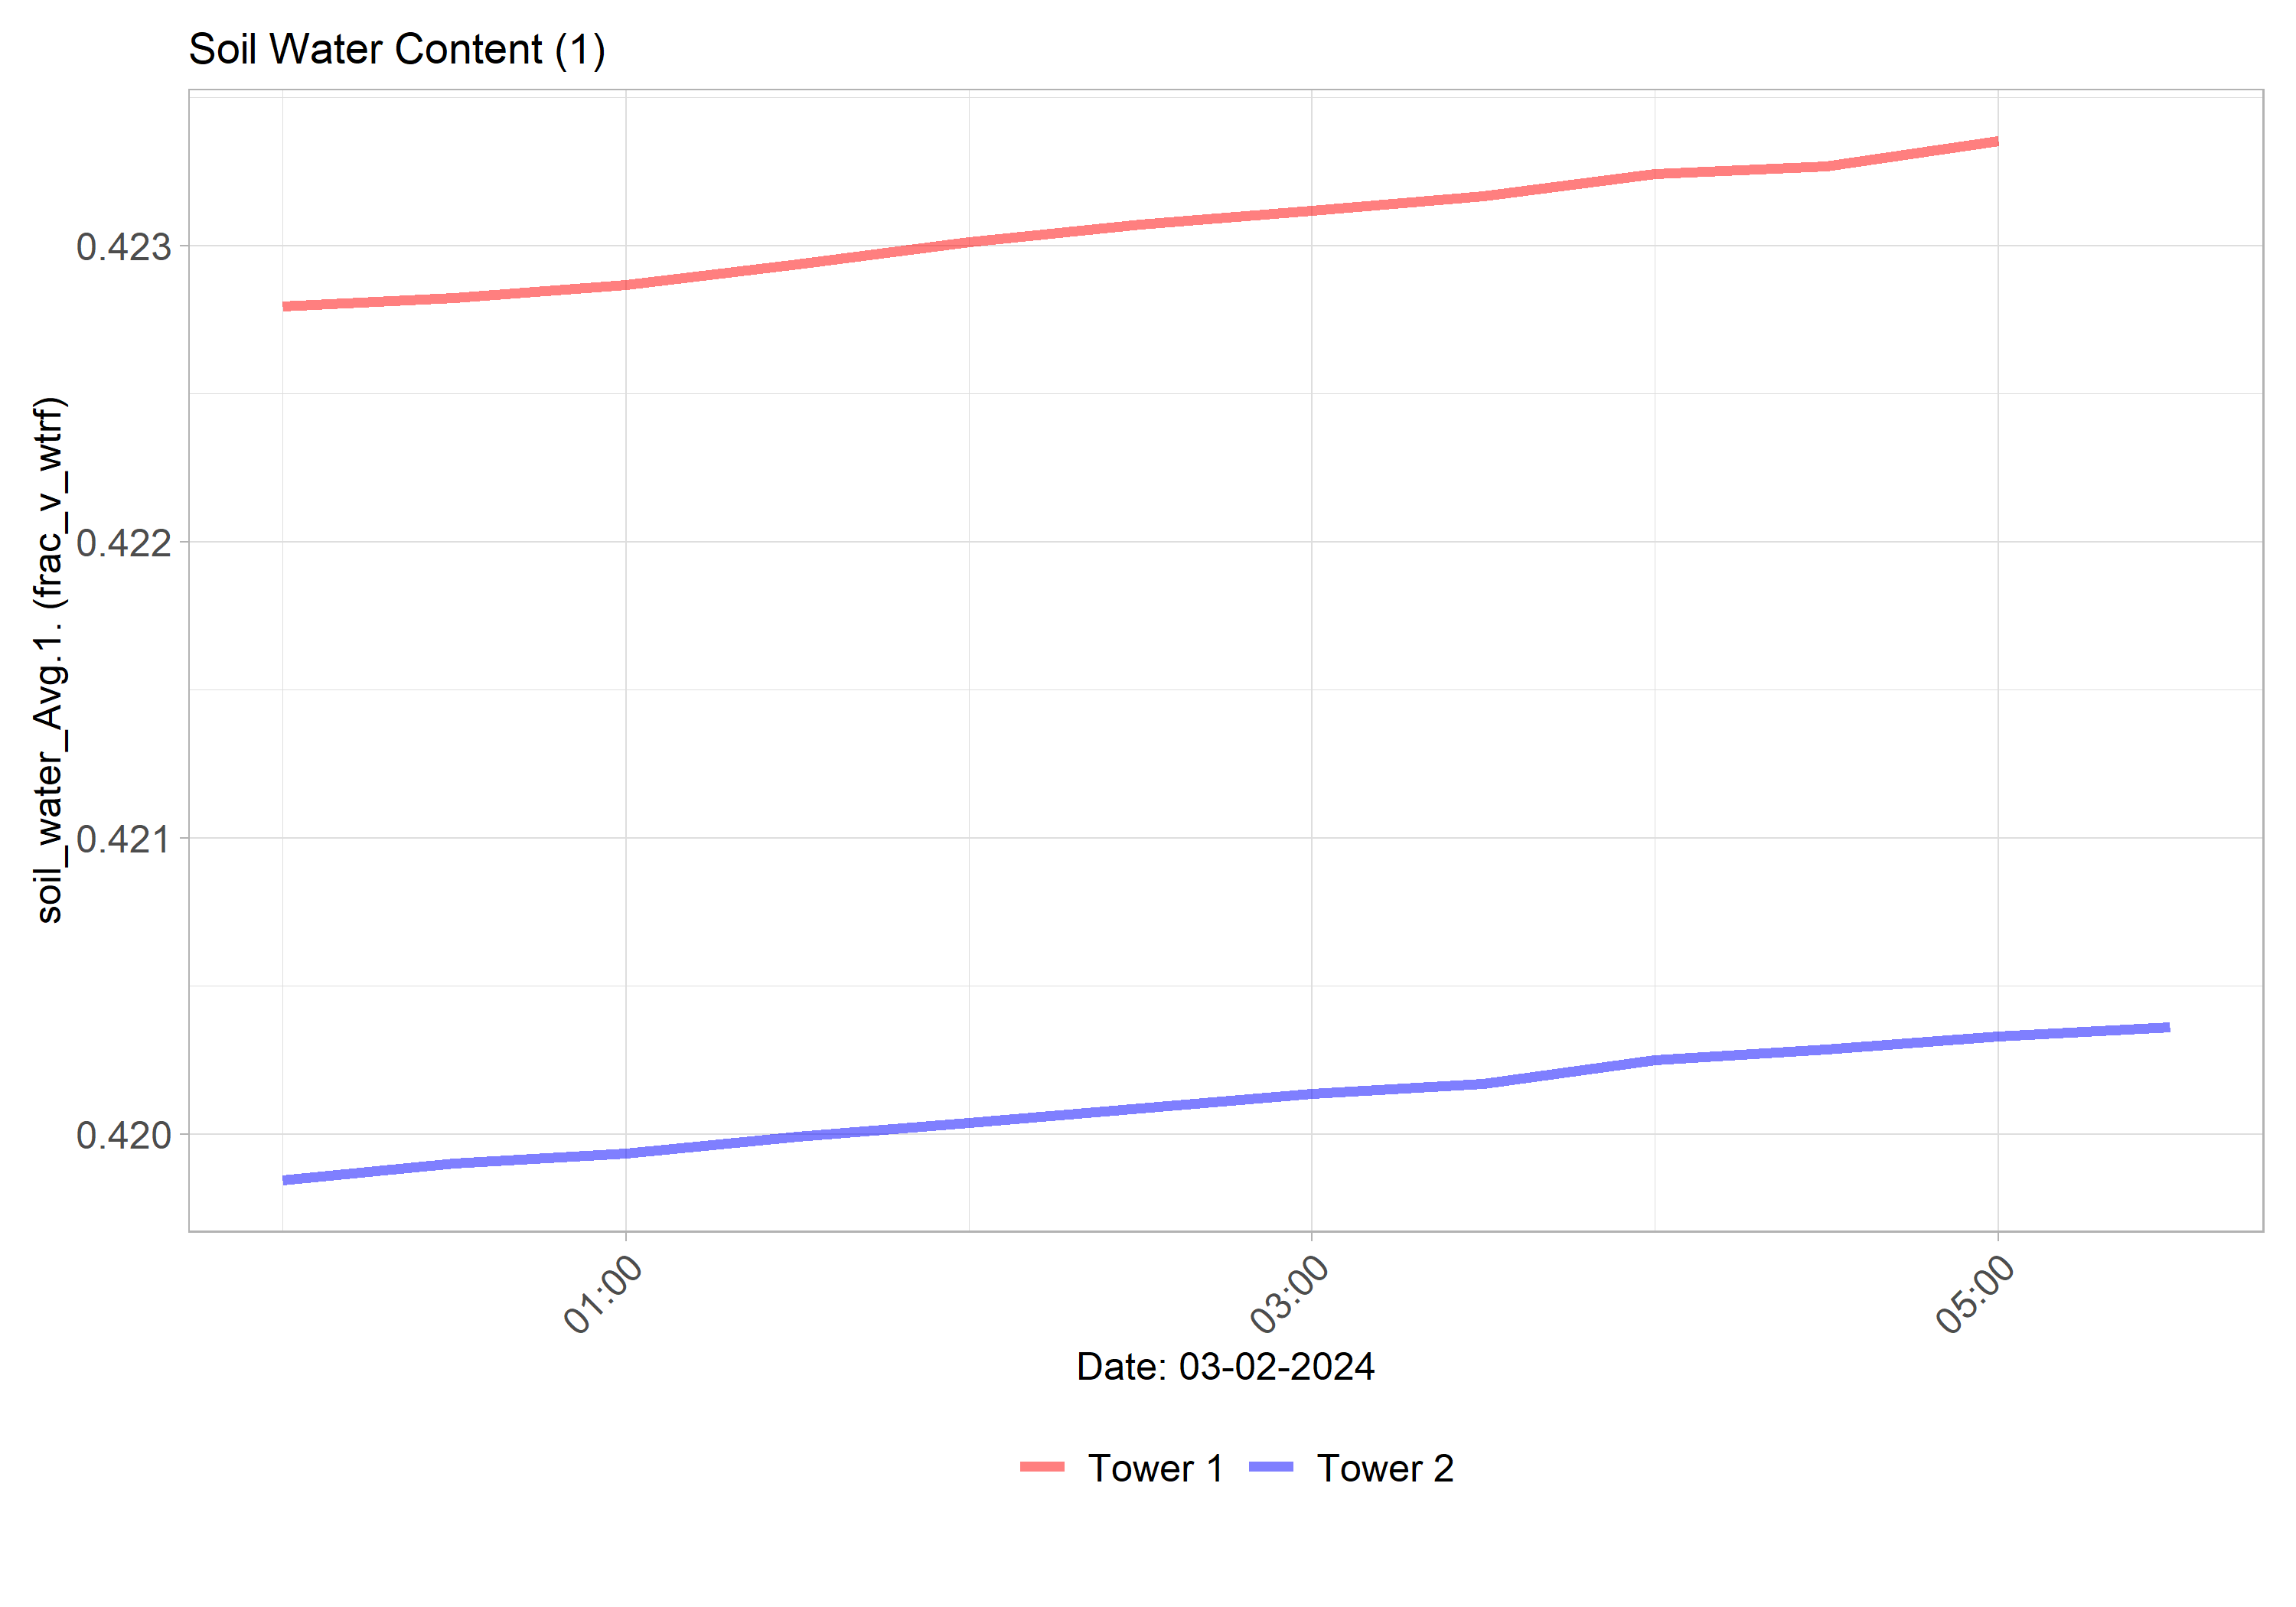 Soil Water Content (1)
soil_water_Avg.1. (frac_v_wtrf)
0.423
0.422
0.421
0.420
01:00
03:00
05:00
Date: 03-02-2024
Tower 1
Tower 2